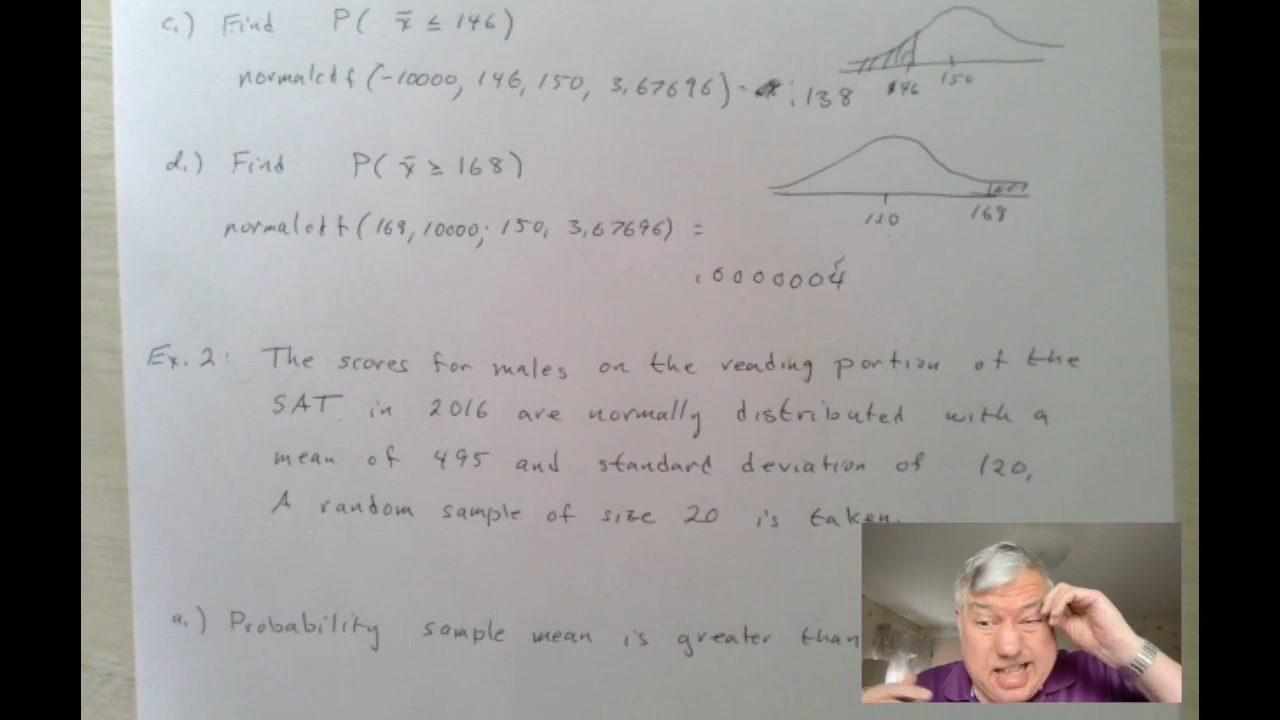 c.) Find P( x̄ ≤ 146)
146 150
normalcdf (-10000, 146, 150, 3.67696) = .138
d.) Find P( x̄ ≥ 168)
150 168
normalcdf (168, 10000, 150, 3.67696) =
.0000004
Ex. 2: The scores for males on the reading portion of the
SAT in 2016 are normally distributed with a
mean of 495 and standard deviation of 120.
A random sample of size 20 is taken.
a.) Probability sample mean is greater than